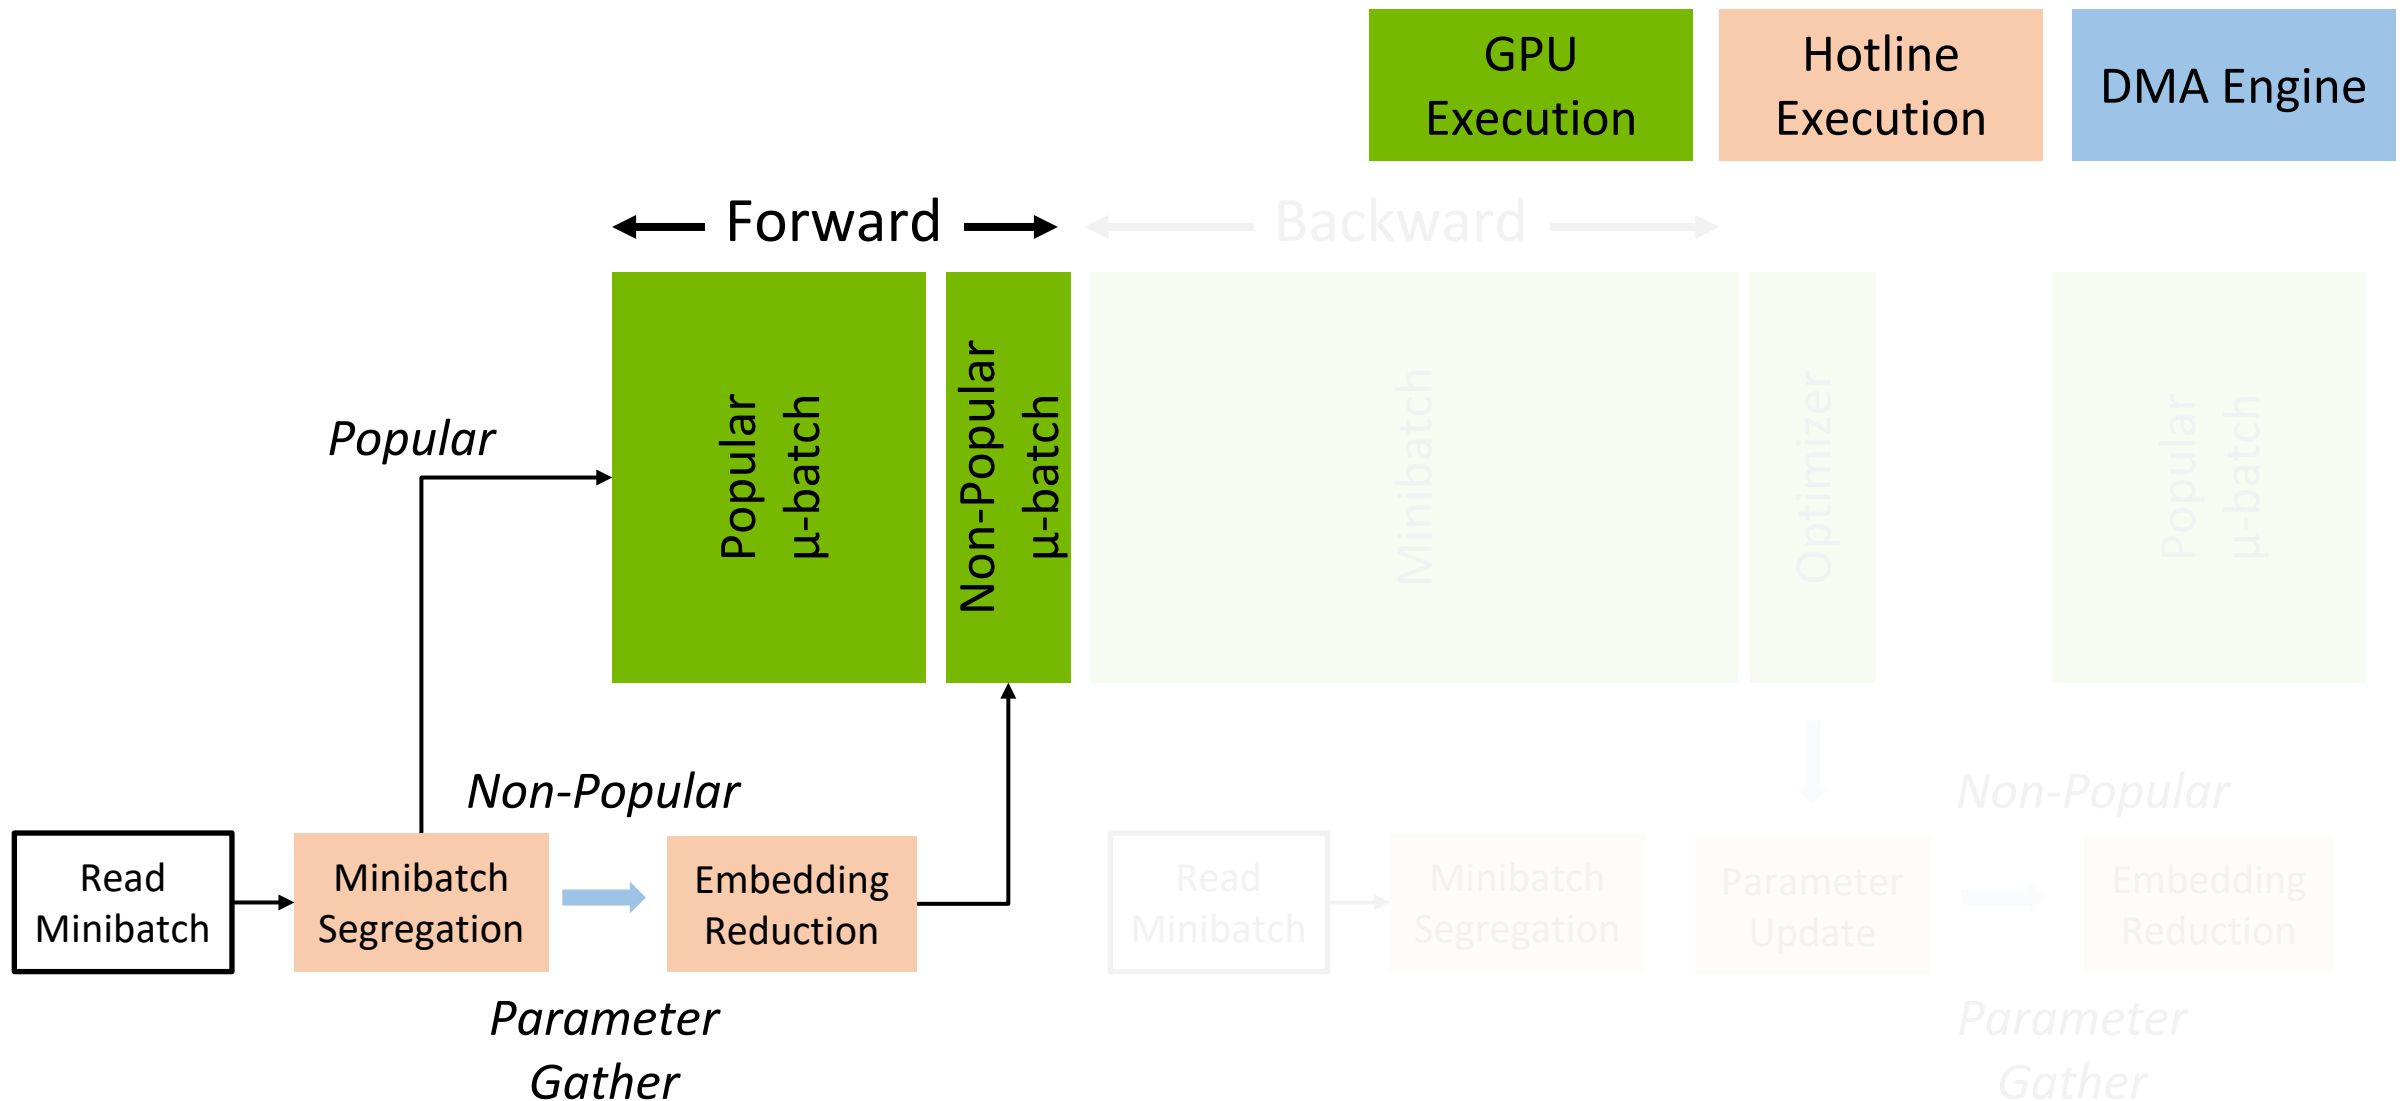 GPU
Execution
Hotline
Execution
DMA Engine
Forward
Backward
Popular
μ-batch
Non-Popular
μ-batch
Minibatch
Optimizer
Popular
μ-batch
Popular
Non-Popular
Non-Popular
Read
Minibatch
Minibatch
Segregation
Embedding
Reduction
Read
Minibatch
Minibatch
Segregation
Parameter
Update
Embedding
Reduction
Parameter
Gather
Parameter
Gather